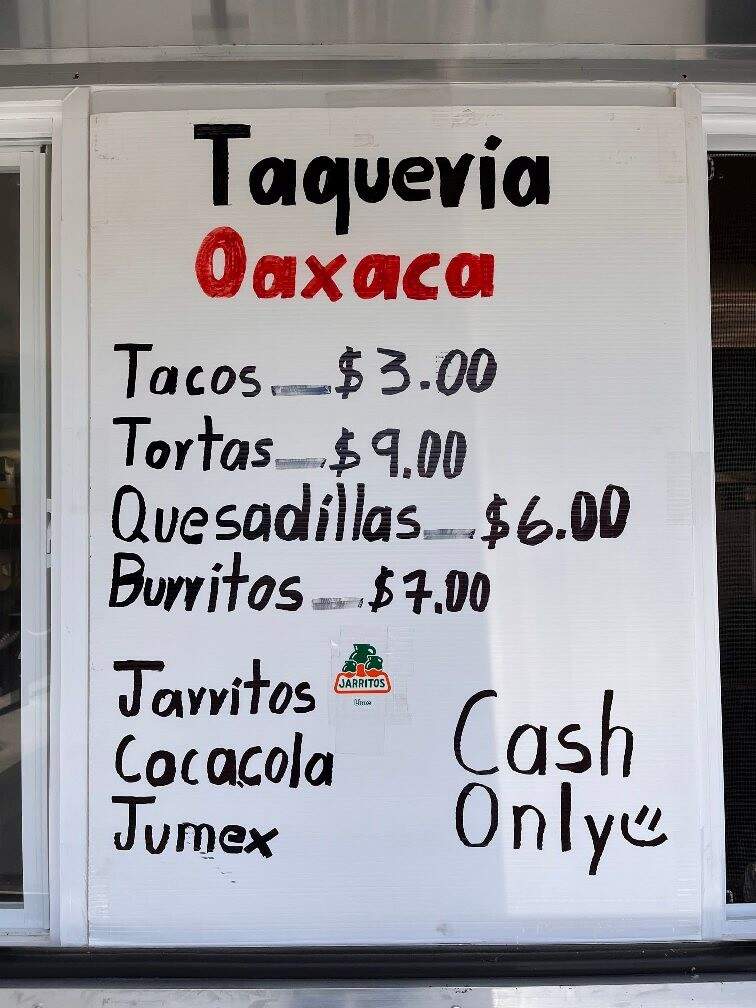 Taqueria
Oaxaca
Tacos — $3.00
Tortas — $9.00
Quesadillas — $6.00
Burritos — $7.00
Jarritos
JARRITOS
Cocacola
Jumex
Cash
Only